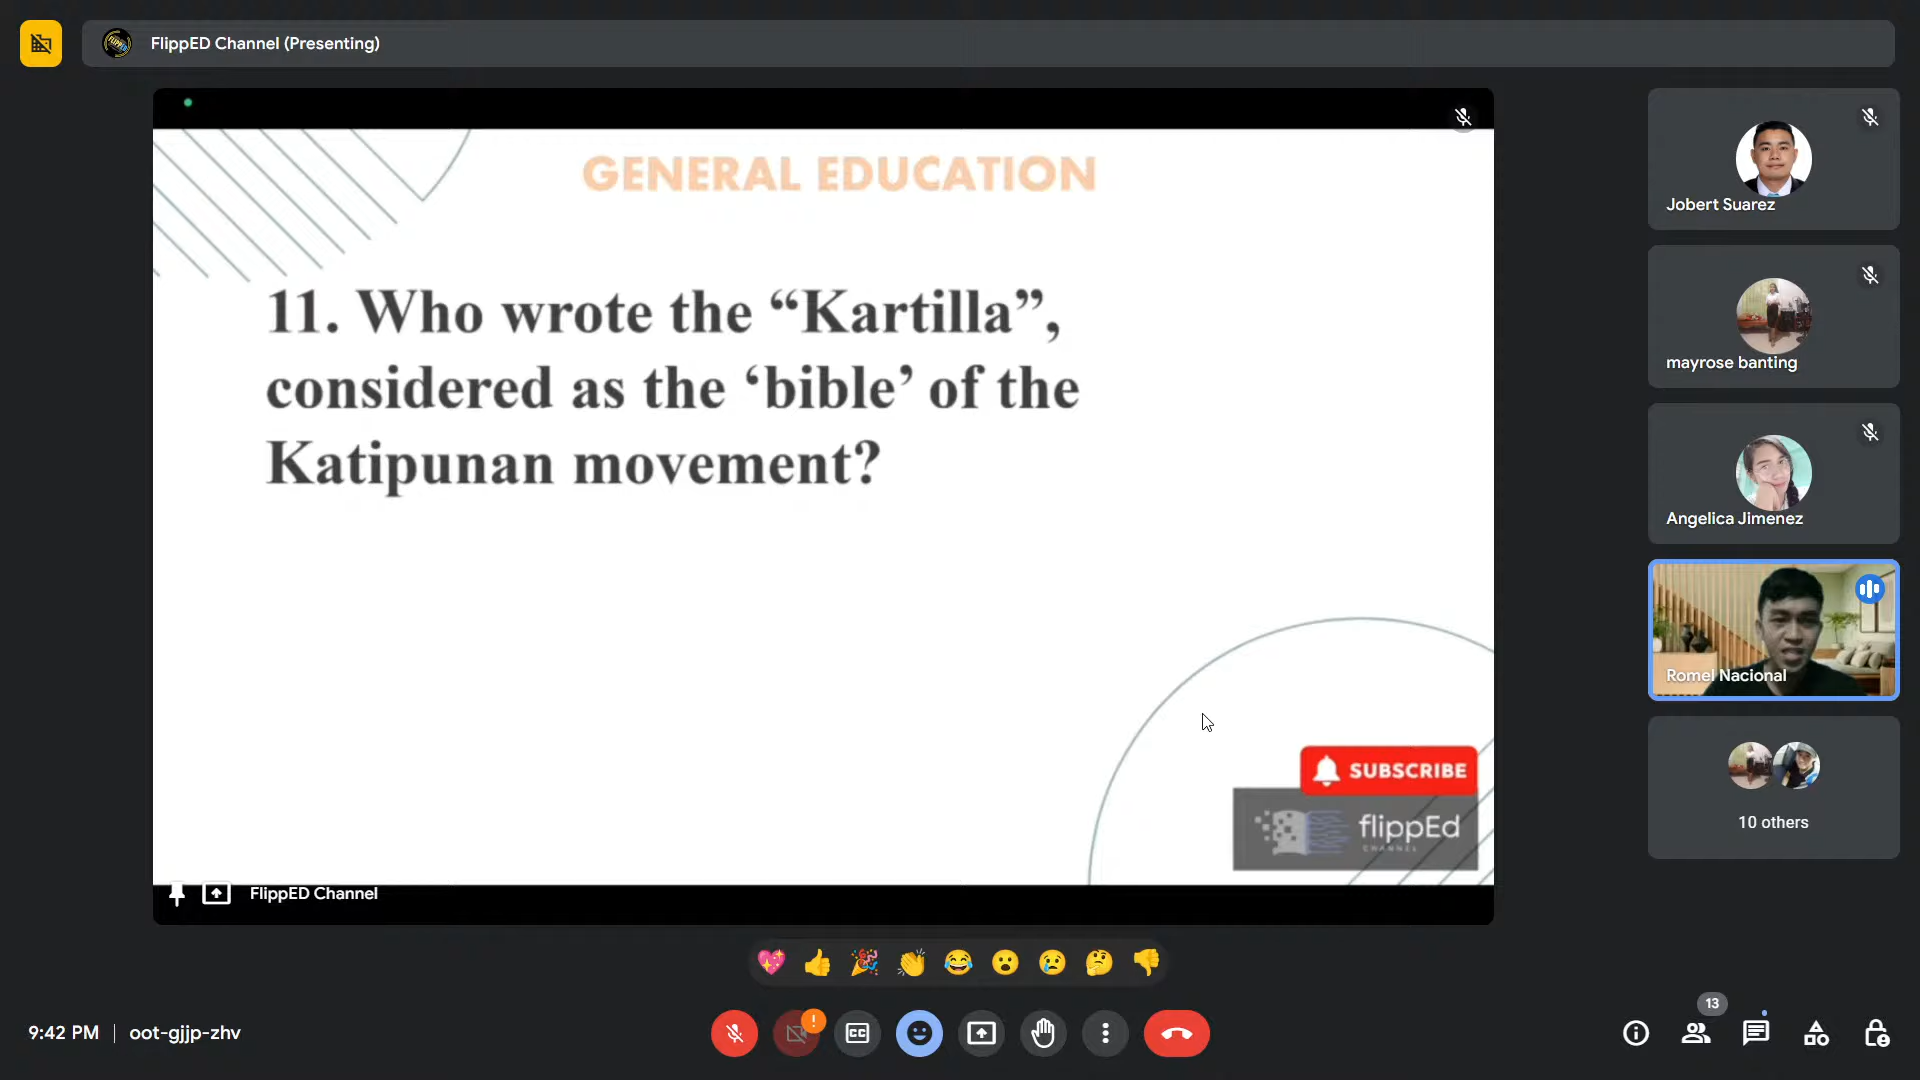 FlippED Channel (Presenting)
GENERAL EDUCATION
11. Who wrote the “Kartilla”,
considered as the ‘bible’ of the
Katipunan movement?
SUBSCRIBE
flippEd
CHANNEL
FlippED Channel
Jobert Suarez
mayrose banting
Angelica Jimenez
Romel Nacional
10 others
9:42 PM | oot-gjjp-zhv
!
CC
13